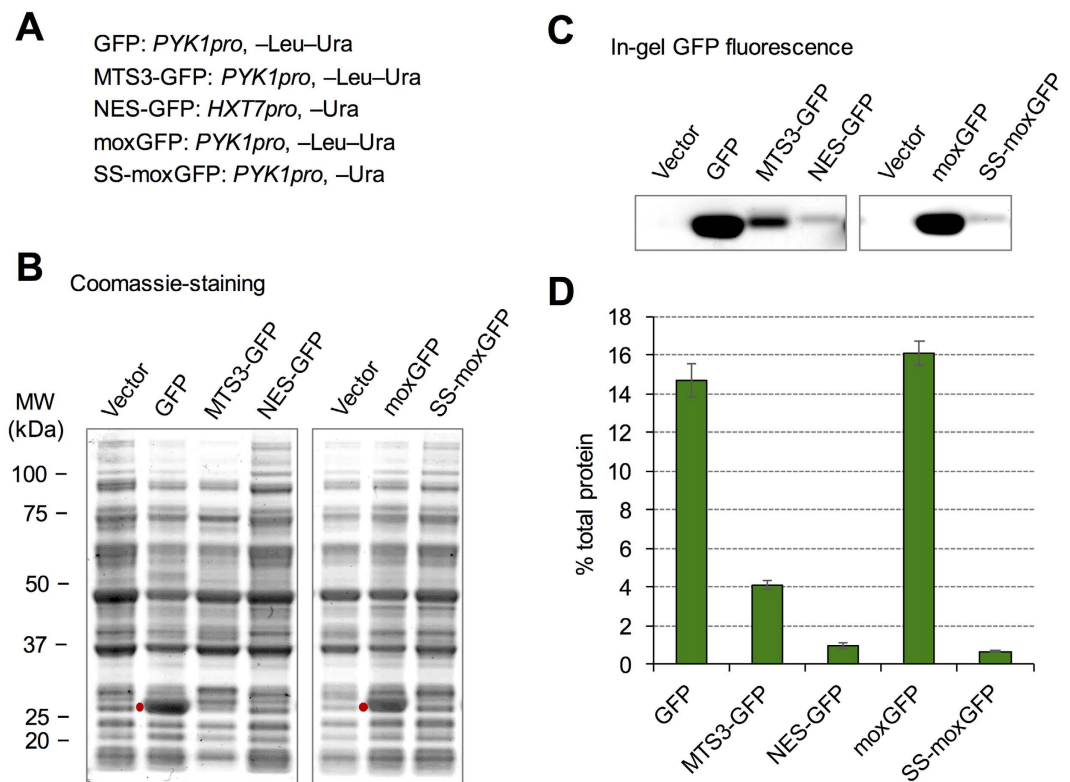 A
GFP: PYK1pro, –Leu–Ura
MTS3-GFP: PYK1pro, –Leu–Ura
NES-GFP: HXT7pro, –Ura
moxGFP: PYK1pro, –Leu–Ura
SS-moxGFP: PYK1pro, –Ura
B
Coomassie-staining
Vector
GFP
MTS3-GFP
NES-GFP
Vector
moxGFP
SS-moxGFP
MW
(kDa)
100 –
75 –
50 –
37 –
25 –
20 –
C
In-gel GFP fluorescence
Vector
GFP
MTS3-GFP
NES-GFP
Vector
moxGFP
SS-moxGFP
D
% total protein
18
16
14
12
10
8
6
4
2
0
GFP
MTS3-GFP
NES-GFP
moxGFP
SS-moxGFP